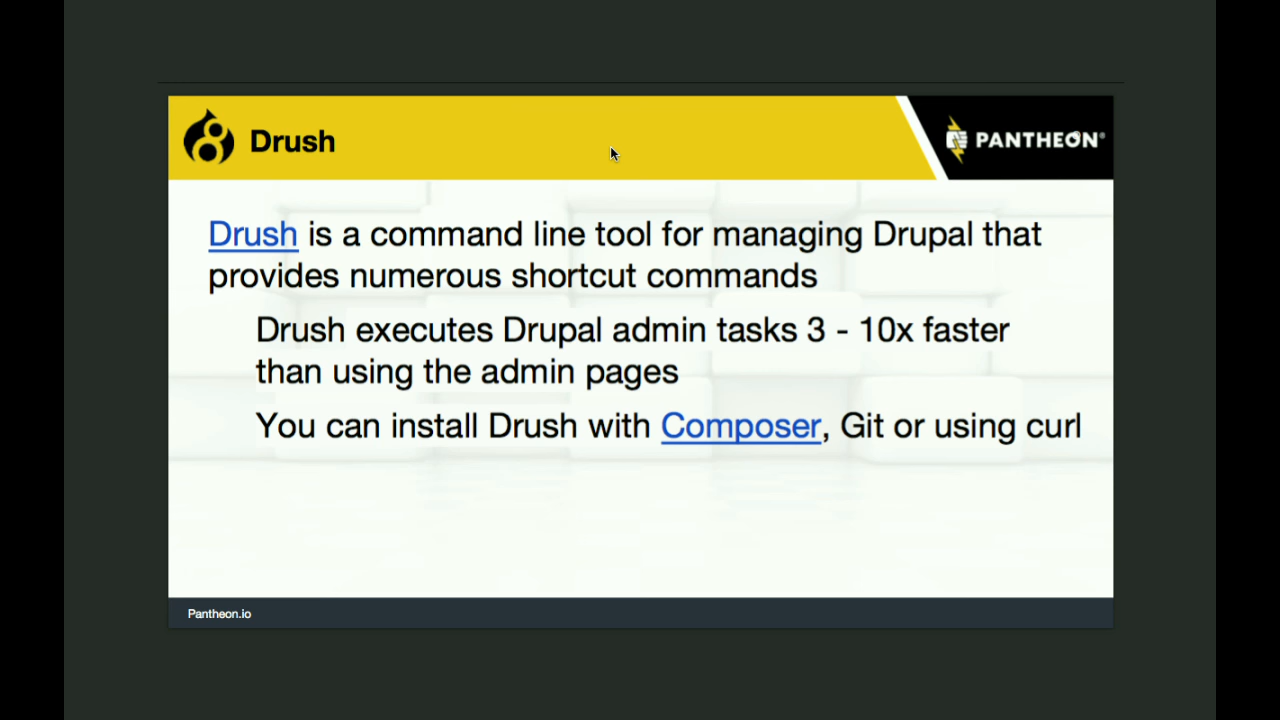 Drush
PANTHEON®
Drush is a command line tool for managing Drupal that
provides numerous shortcut commands
Drush executes Drupal admin tasks 3 - 10x faster
than using the admin pages
You can install Drush with Composer, Git or using curl
Pantheon.io